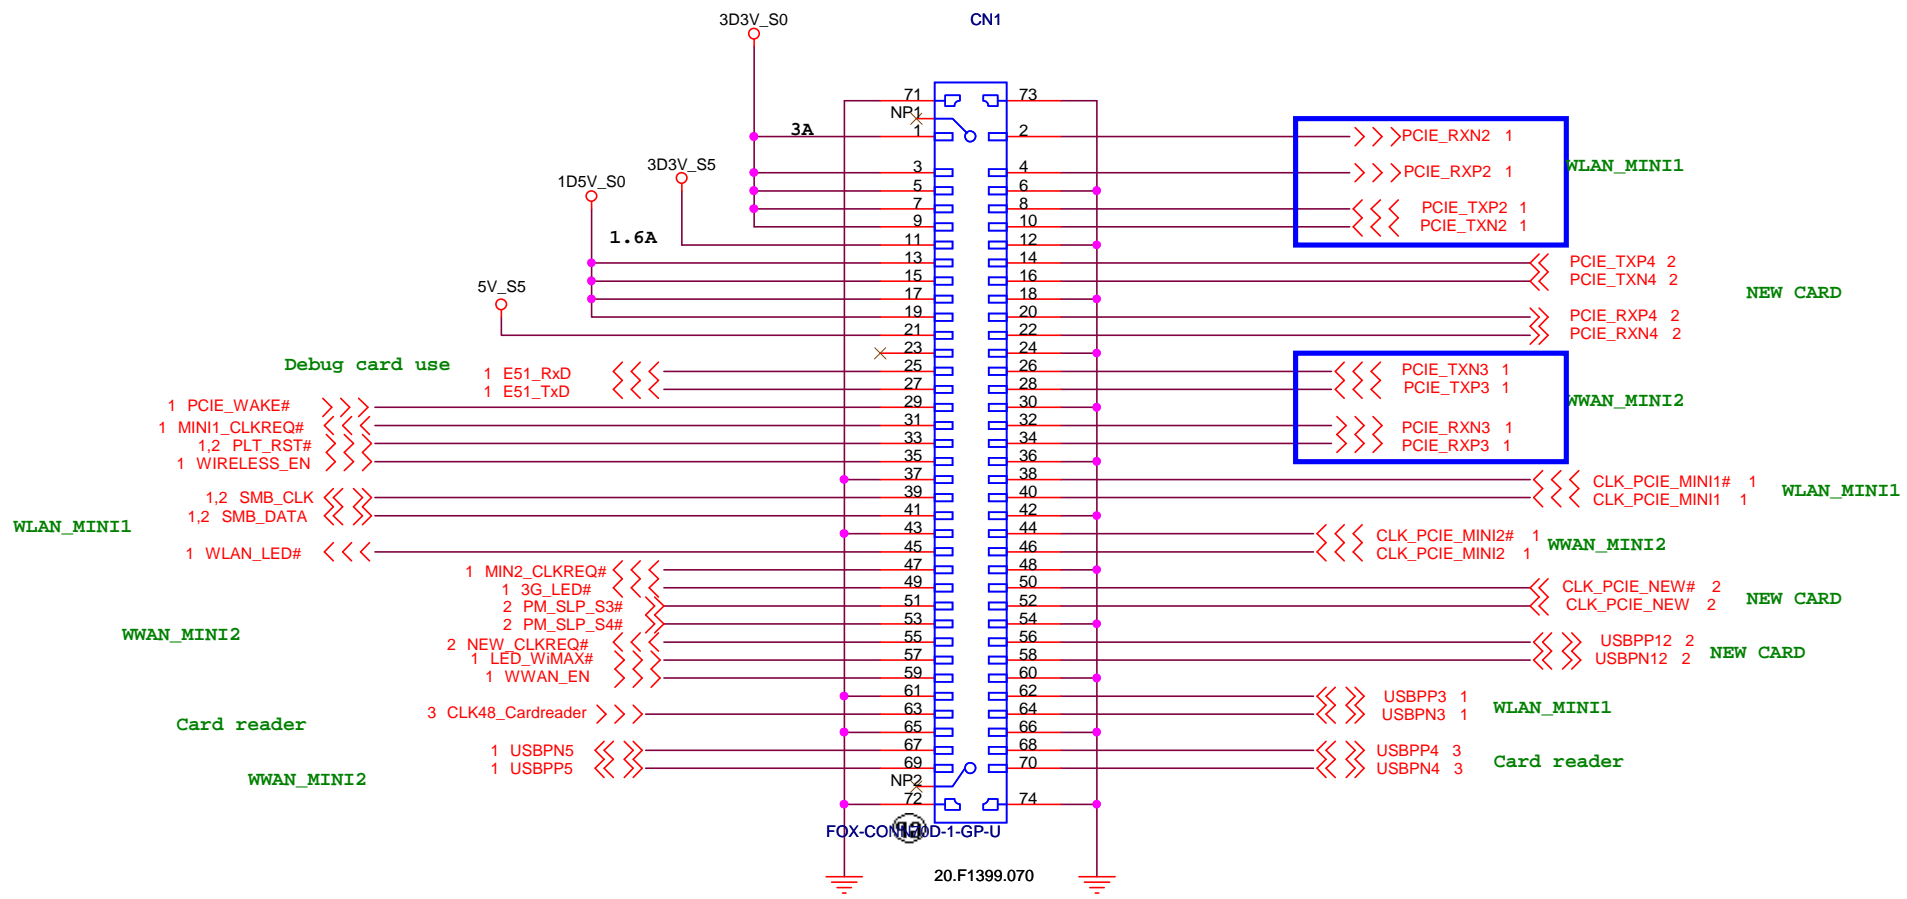 3D3V_S0
CN1
71 73
NP1
3A 1 2 PCIE_RXN2 1
WLAN_MINI1
3D3V_S5 3 4 PCIE_RXP2 1
1D5V_S0 5 6
7 8 PCIE_TXP2 1
9 10 PCIE_TXN2 1
1.6A 11 12
13 14 PCIE_TXP4 2
15 16 PCIE_TXN4 2
5V_S5 17 18 NEW CARD
19 20 PCIE_RXP4 2
21 22 PCIE_RXN4 2
23 24
Debug card use
1 E51_RxD 25 26 PCIE_TXN3 1
1 E51_TxD 27 28 PCIE_TXP3 1
1 PCIE_WAKE# 29 30 WWAN_MINI2
1 MINI1_CLKREQ# 31 32 PCIE_RXN3 1
1,2 PLT_RST# 33 34 PCIE_RXP3 1
1 WIRELESS_EN 35 36
37 38 CLK_PCIE_MINI1# 1
WLAN_MINI1
1,2 SMB_CLK 39 40 CLK_PCIE_MINI1 1
1,2 SMB_DATA 41 42
WLAN_MINI1
43 44 CLK_PCIE_MINI2# 1
WWAN_MINI2
1 WLAN_LED# 45 46 CLK_PCIE_MINI2 1
1 MIN2_CLKREQ# 47 48
1 3G_LED# 49 50 CLK_PCIE_NEW# 2
NEW CARD
2 PM_SLP_S3# 51 52 CLK_PCIE_NEW 2
2 PM_SLP_S4# 53 54
WWAN_MINI2
2 NEW_CLKREQ# 55 56 USBPP12 2
NEW CARD
1 LED_WiMAX# 57 58 USBPN12 2
1 WWAN_EN 59 60
61 62 USBPP3 1
WLAN_MINI1
3 CLK48_Cardreader 63 64 USBPN3 1
Card reader
65 66
1 USBPN5 67 68 USBPP4 3
Card reader
1 USBPP5 69 70 USBPN4 3
WWAN_MINI2
NP2
72 74
FOX-CONN70D-1-GP-U
20.F1399.070